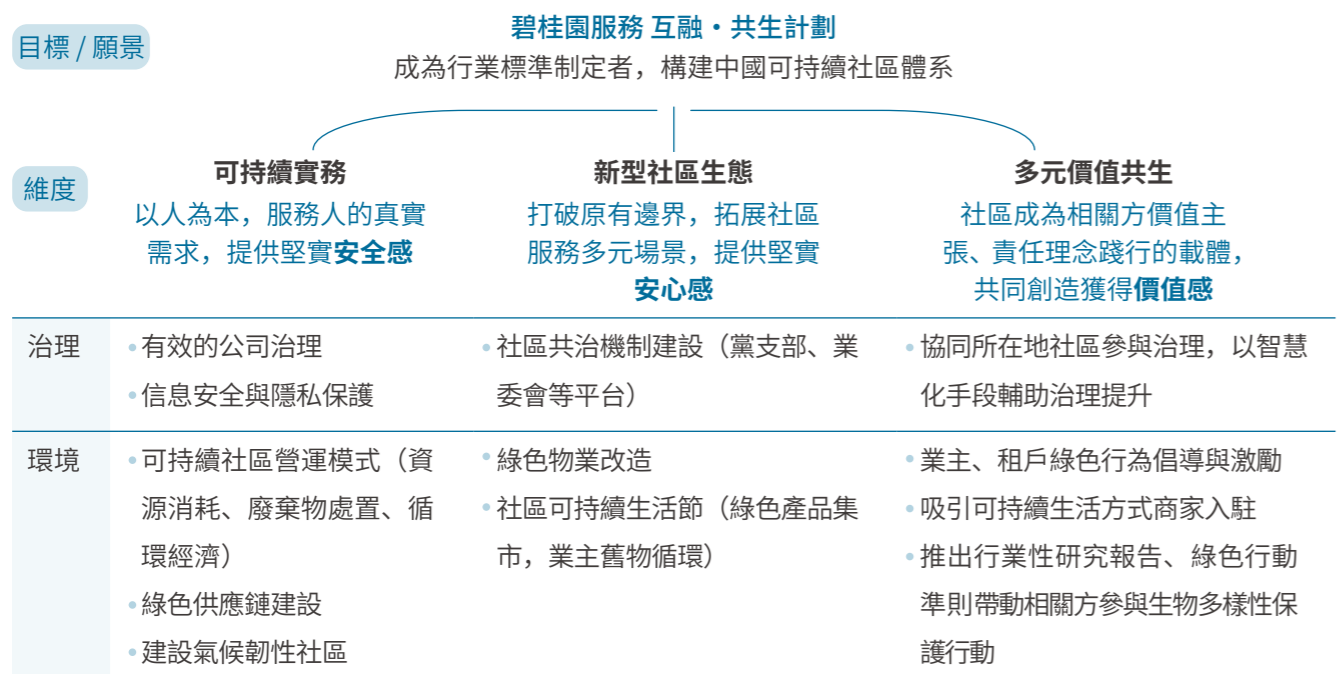 目標 / 願景
碧桂園服務 互融・共生計劃
成為行業標準制定者，構建中國可持續社區體系
維度
可持續實務
以人為本，服務人的真實
需求，提供堅實安全感
新型社區生態
打破原有邊界，拓展社區
服務多元場景，提供堅實
安心感
多元價值共生
社區成為相關方價值主
張、責任理念踐行的載體，
共同創造獲得價值感
治理
•有效的公司治理
•信息安全與隱私保護
•社區共治機制建設（黨支部、業
委會等平台）
•協同所在地社區參與治理，以智慧
化手段輔助治理提升
環境
•可持續社區營運模式（資
源消耗、廢棄物處置、循
環經濟）
•綠色供應鏈建設
•建設氣候韌性社區
•綠色物業改造
•社區可持續生活節（綠色產品集
市，業主舊物循環）
•業主、租戶綠色行為倡導與激勵
•吸引可持續生活方式商家入駐
•推出行業性研究報告、綠色行動
準則帶動相關方參與生物多樣性保
護行動